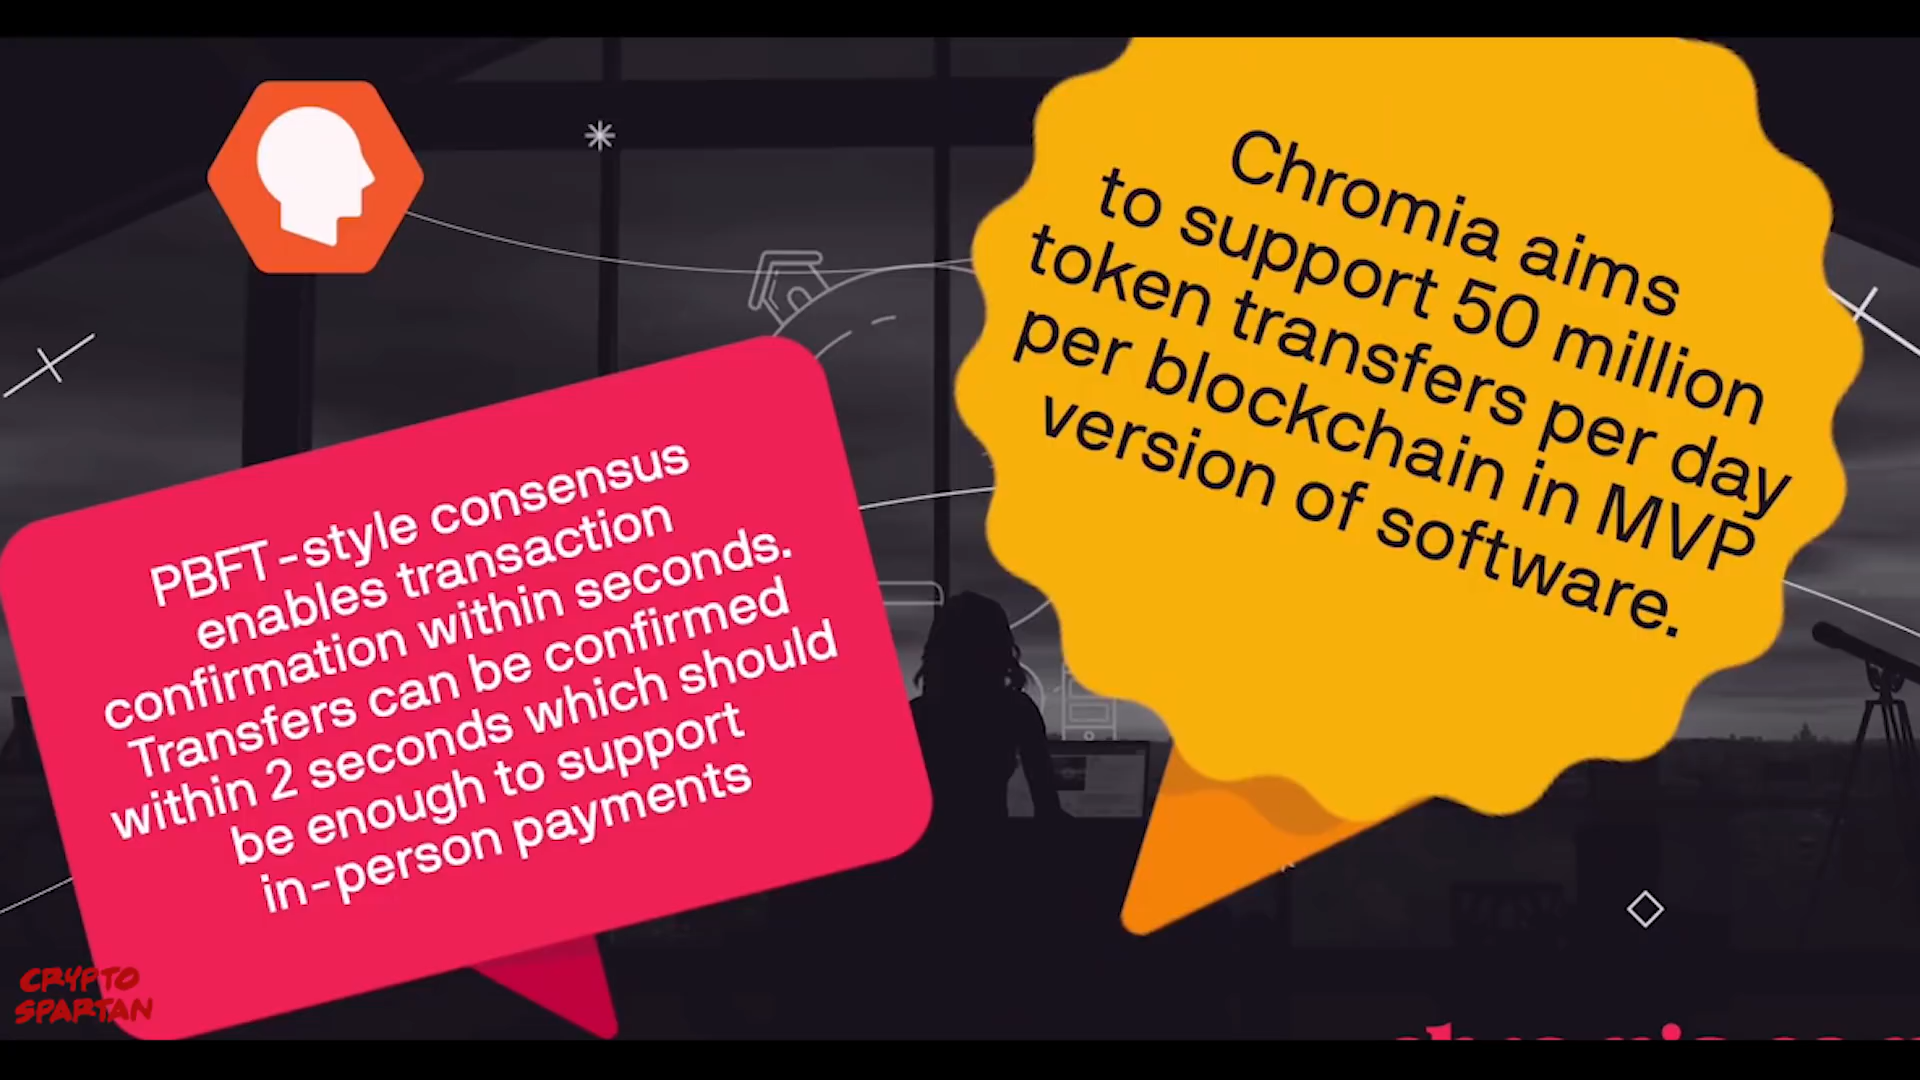 Chromia aims
to support 50 million
token transfers per day
per blockchain in MVP
version of software.
PBFT-style consensus
enables transaction
confirmation within seconds.
Transfers can be confirmed
within 2 seconds which should
be enough to support
in-person payments
CRYPTO
SPARTAN